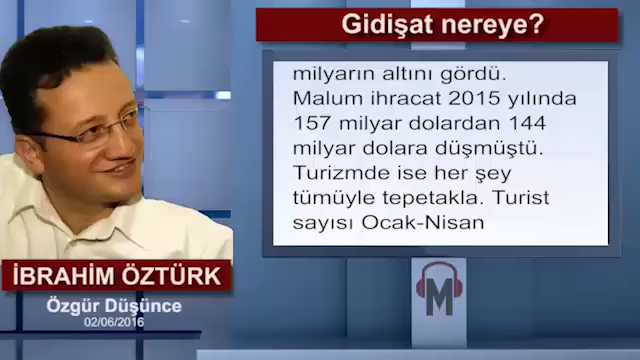 Gidişat nereye?
milyarın altını gördü.
Malum ihracat 2015 yılında
157 milyar dolardan 144
milyar dolara düşmüştü.
Turizmde ise her şey
tümüyle tepetakla. Turist
sayısı Ocak-Nisan
İBRAHİM ÖZTÜRK
Özgür Düşünce
02/06/2016
M